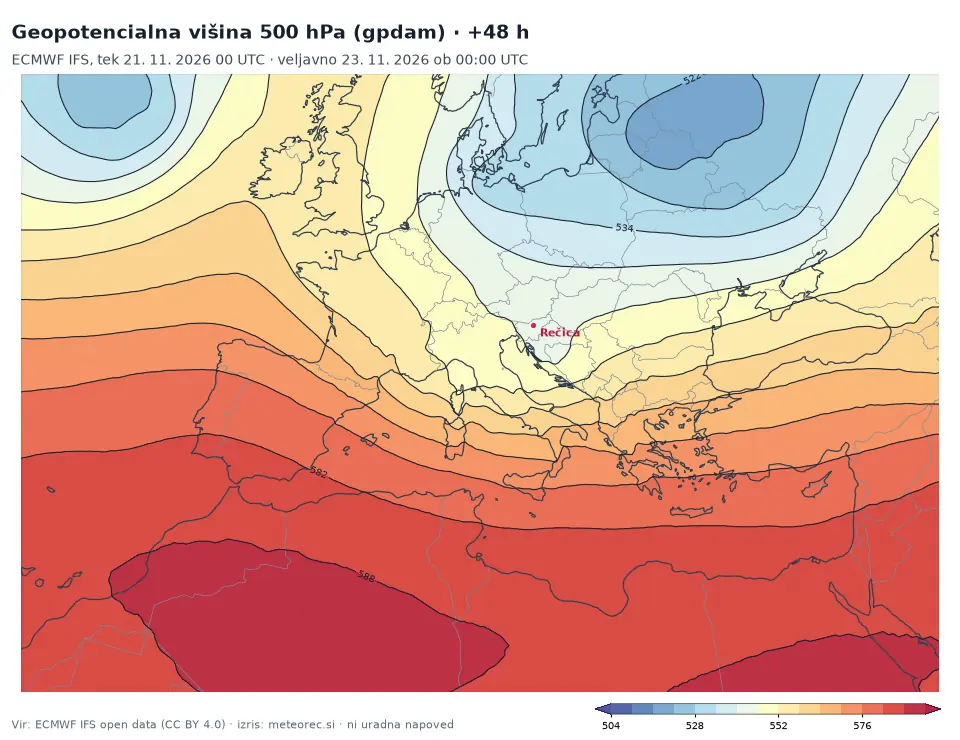 Geopotencialna višina 500 hPa (gpdam) · +48 h
ECMWF IFS, tek 21. 11. 2026 00 UTC · veljavno 23. 11. 2026 ob 00:00 UTC
522
534
Rečica
582
588
504 528 552 576
Vir: ECMWF IFS open data (CC BY 4.0) · izris: meteorec.si · ni uradna napoved